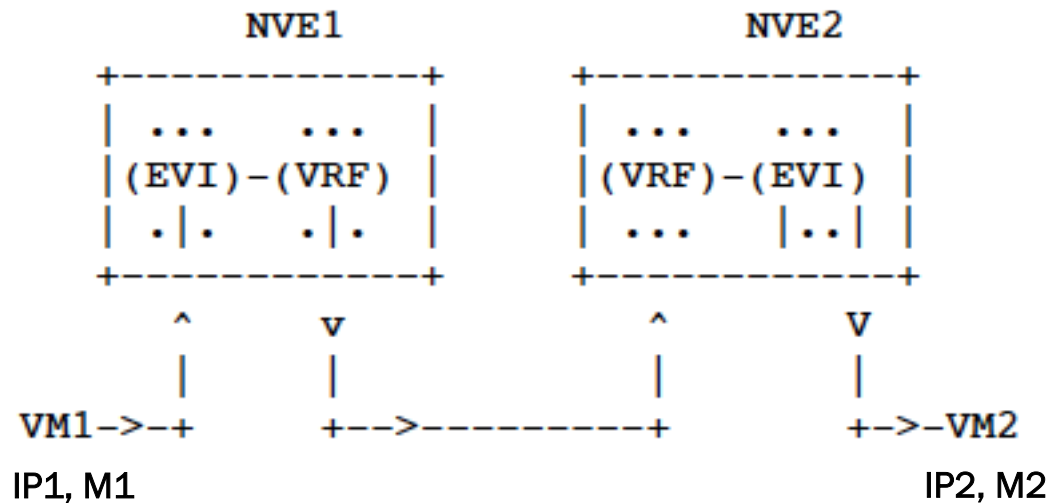 NVE1                    NVE2
    +------------+      +------------+
    | ...   ...  |      | ...   ...  |
    |(EVI)-(VRF) |      |(VRF)-(EVI) |
    | .|.   .|.  |      | ...   |..| |
    +------------+      +------------+
       ^     v             ^       V
       |     |             |       |
VM1->-+     +-->---------+       +->-VM2
IP1, M1                              IP2, M2